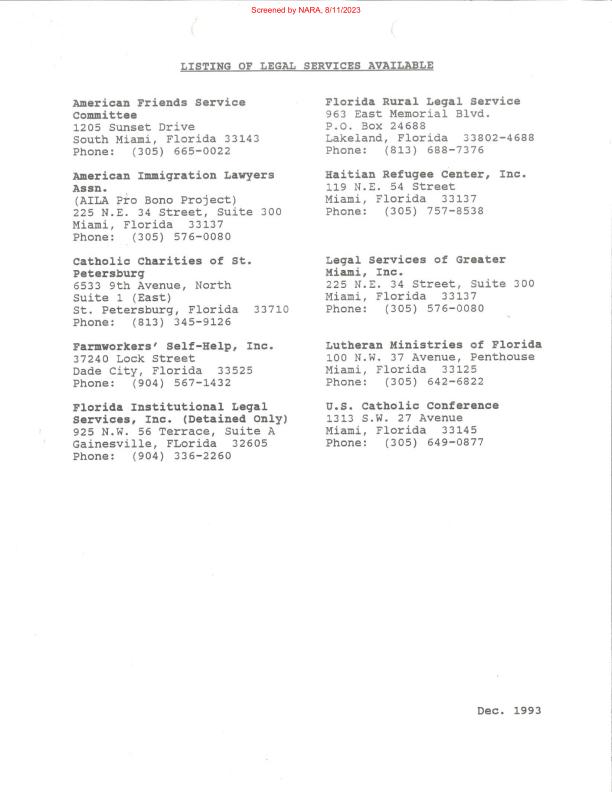 Screened by NARA, 8/11/2023
LISTING OF LEGAL SERVICES AVAILABLE
American Friends Service
Committee
1205 Sunset Drive
South Miami, Florida 33143
Phone: (305) 665-0022
American Immigration Lawyers
Assn.
(AILA Pro Bono Project)
225 N.E. 34 Street, Suite 300
Miami, Florida 33137
Phone: (305) 576-0080
Catholic Charities of St.
Petersburg
6533 9th Avenue, North
Suite 1 (East)
St. Petersburg, Florida 33710
Phone: (813) 345-9126
Farmworkers' Self-Help, Inc.
37240 Lock Street
Dade City, Florida 33525
Phone: (904) 567-1432
Florida Institutional Legal
Services, Inc. (Detained Only)
925 N.W. 56 Terrace, Suite A
Gainesville, FLorida 32605
Phone: (904) 336-2260
Florida Rural Legal Service
963 East Memorial Blvd.
P.O. Box 24688
Lakeland, Florida 33802-4688
Phone: (813) 688-7376
Haitian Refugee Center, Inc.
119 N.E. 54 Street
Miami, Florida 33137
Phone: (305) 757-8538
Legal Services of Greater
Miami, Inc.
225 N.E. 34 Street, Suite 300
Miami, Florida 33137
Phone: (305) 576-0080
Lutheran Ministries of Florida
100 N.W. 37 Avenue, Penthouse
Miami, Florida 33125
Phone: (305) 642-6822
U.S. Catholic Conference
1313 S.W. 27 Avenue
Miami, Florida 33145
Phone: (305) 649-0877
Dec. 1993